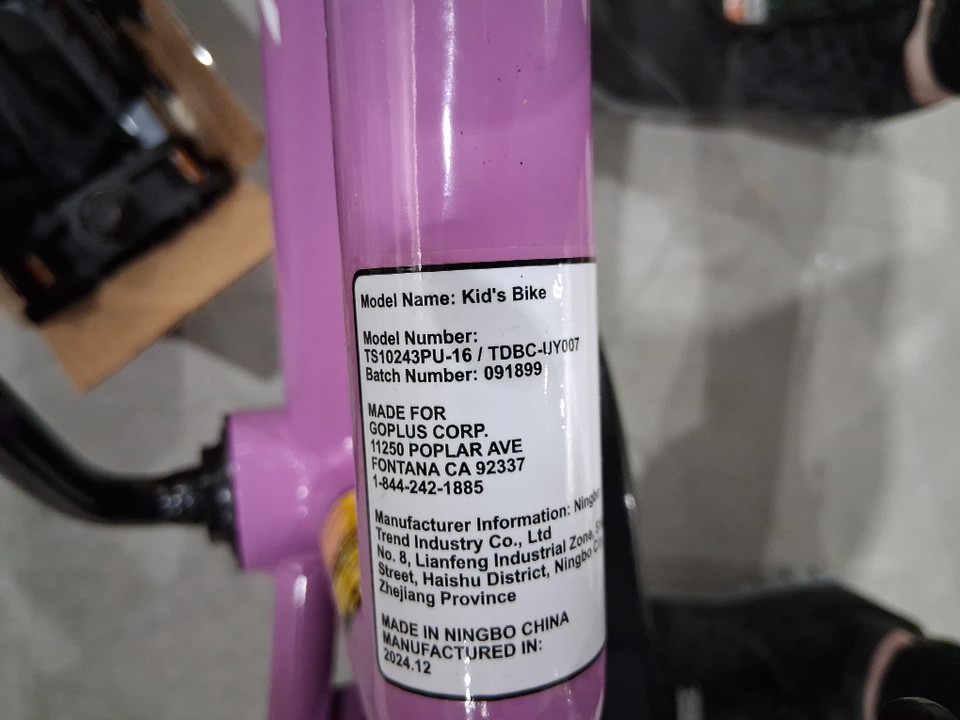 Model Name: Kid's Bike
Model Number:
TS10243PU-16 / TDBC-UY007
Batch Number: 091899
MADE FOR
GOPLUS CORP.
11250 POPLAR AVE
FONTANA CA 92337
1-844-242-1885
Manufacturer Information: Ningbo
Trend Industry Co., Ltd
No. 8, Lianfeng Industrial Zone,
Street, Haishu District, Ningbo
Zhejiang Province
MADE IN NINGBO CHINA
MANUFACTURED IN:
2024.12